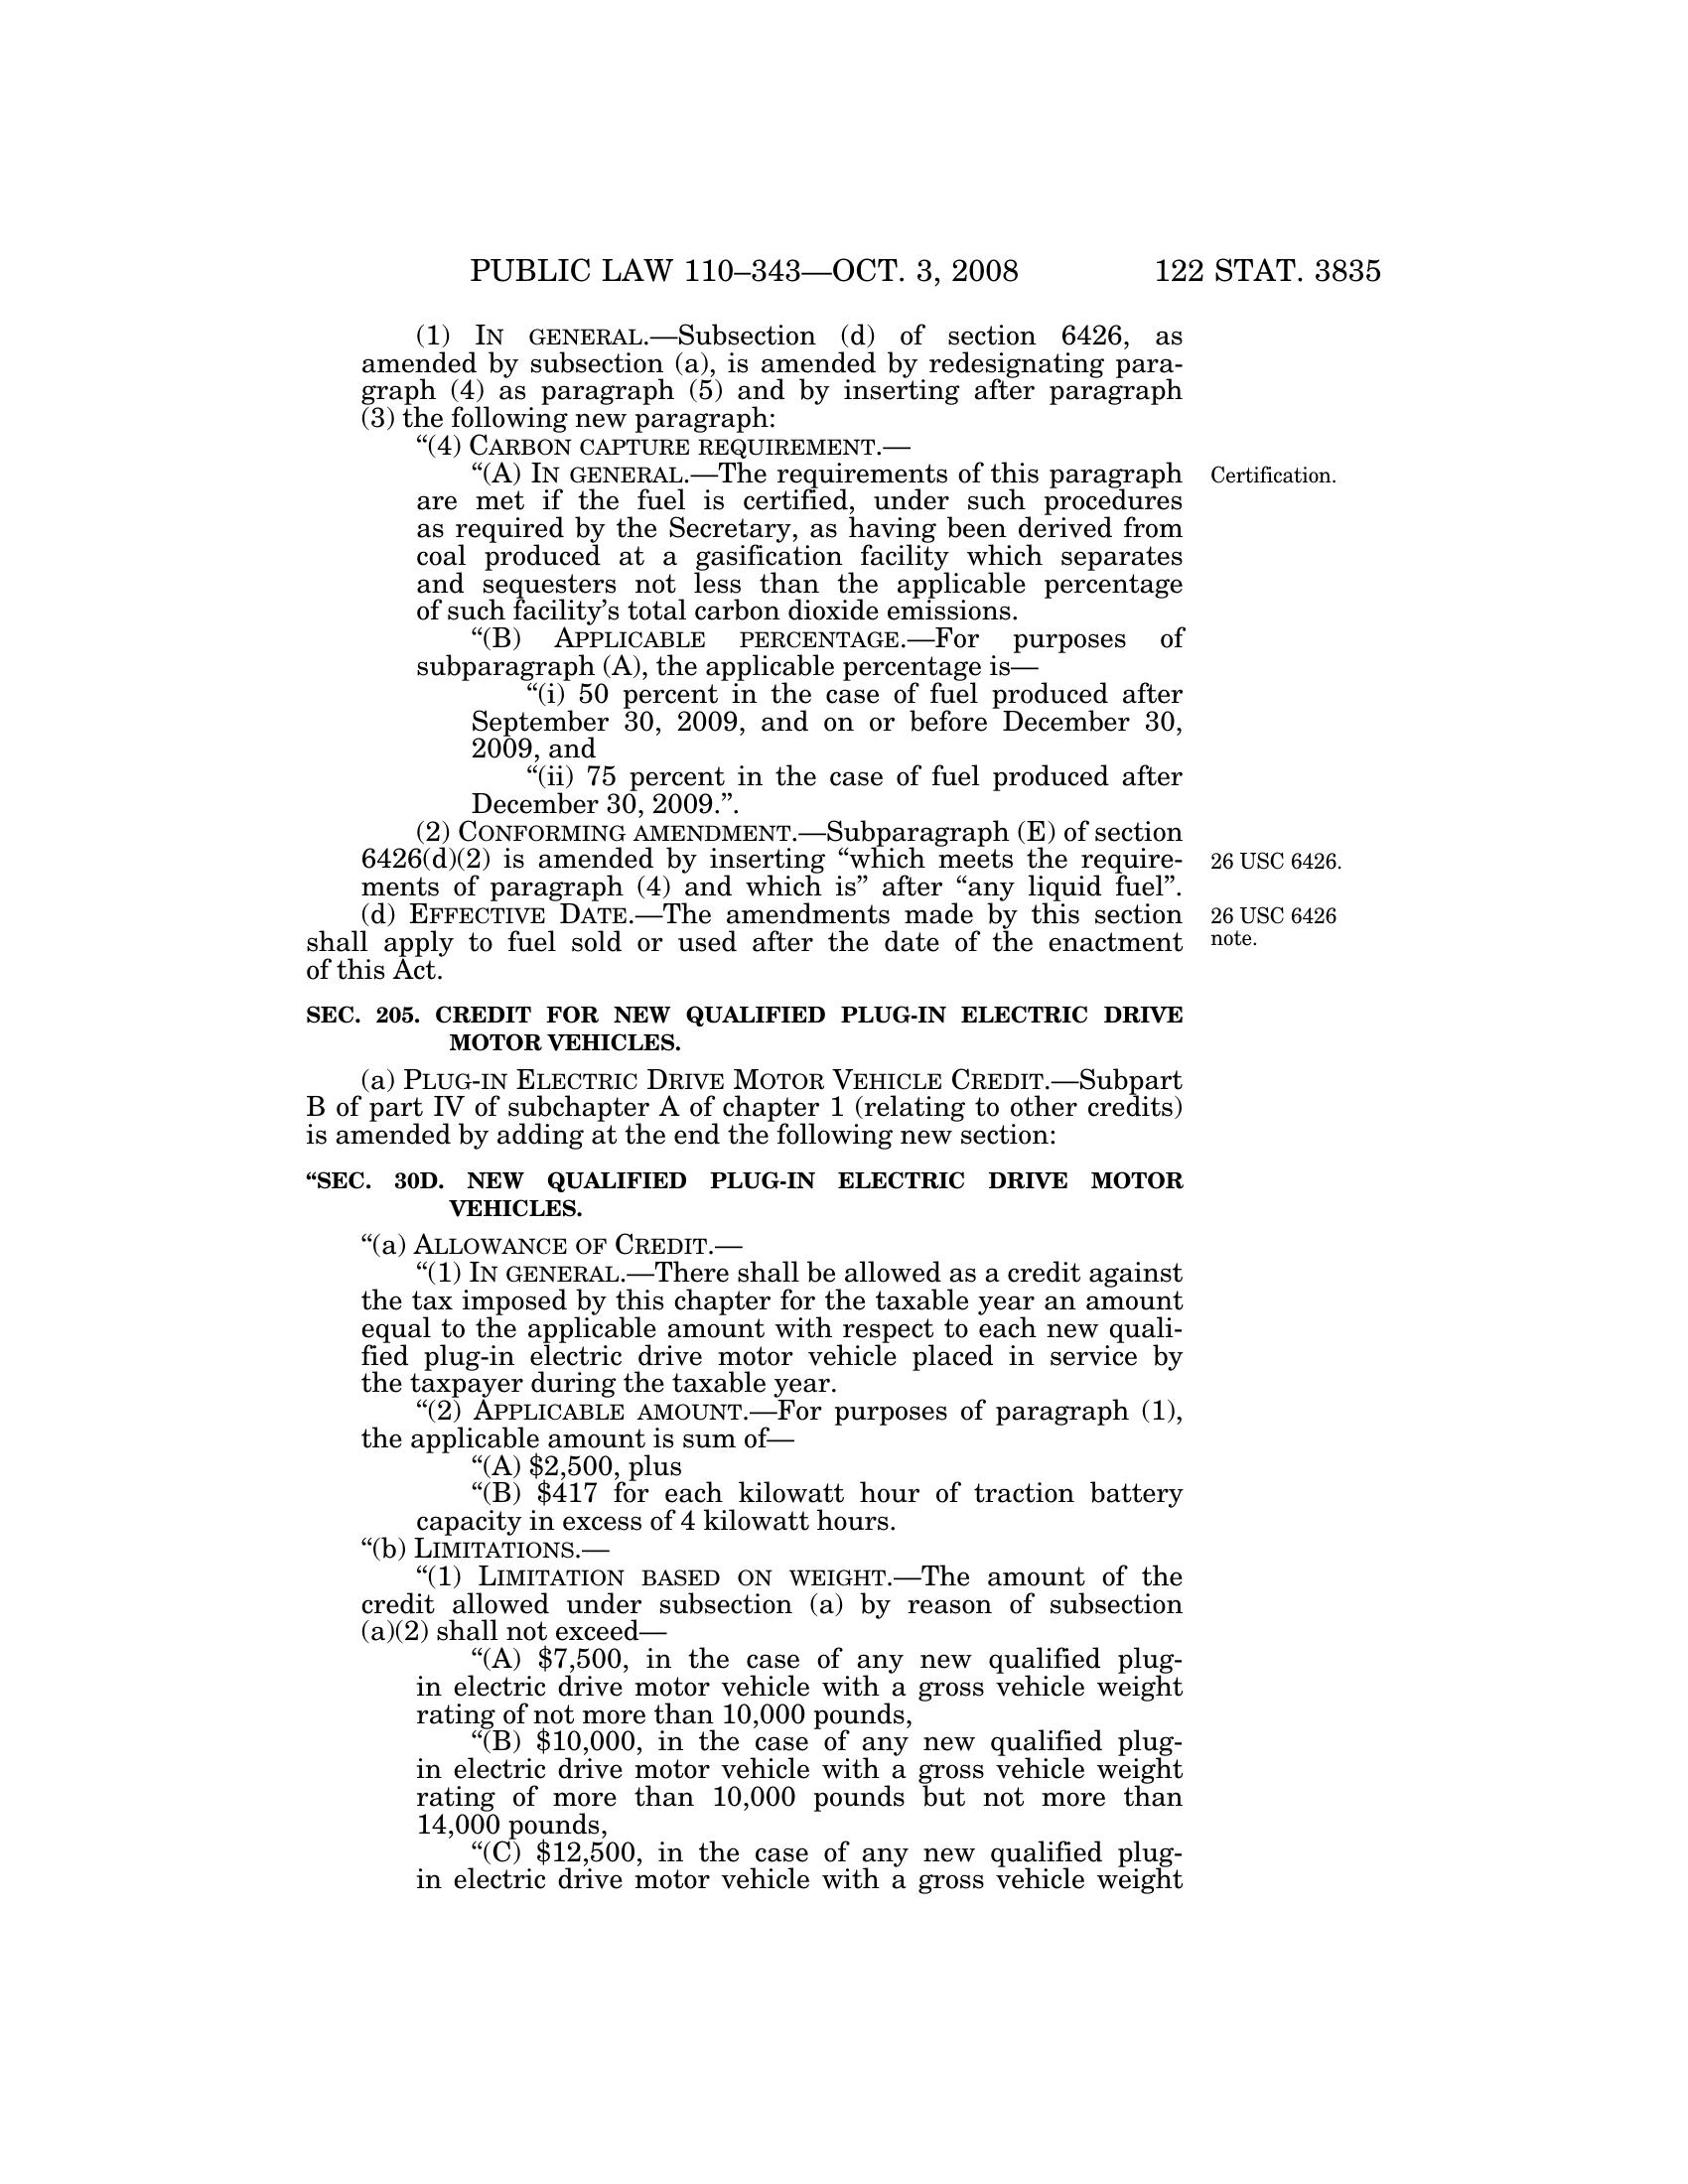 PUBLIC LAW 110–343—OCT. 3, 2008 122 STAT. 3835
(1) IN GENERAL.—Subsection (d) of section 6426, as
amended by subsection (a), is amended by redesignating para-
graph (4) as paragraph (5) and by inserting after paragraph
(3) the following new paragraph:
“(4) CARBON CAPTURE REQUIREMENT.—
“(A) IN GENERAL.—The requirements of this paragraph
Certification.
are met if the fuel is certified, under such procedures
as required by the Secretary, as having been derived from
coal produced at a gasification facility which separates
and sequesters not less than the applicable percentage
of such facility’s total carbon dioxide emissions.
“(B) APPLICABLE PERCENTAGE.—For purposes of
subparagraph (A), the applicable percentage is—
“(i) 50 percent in the case of fuel produced after
September 30, 2009, and on or before December 30,
2009, and
“(ii) 75 percent in the case of fuel produced after
December 30, 2009.”.
(2) CONFORMING AMENDMENT.—Subparagraph (E) of section
6426(d)(2) is amended by inserting “which meets the require-
26 USC 6426.
ments of paragraph (4) and which is” after “any liquid fuel”.
(d) EFFECTIVE DATE.—The amendments made by this section
26 USC 6426
note.
shall apply to fuel sold or used after the date of the enactment
of this Act.
SEC. 205. CREDIT FOR NEW QUALIFIED PLUG-IN ELECTRIC DRIVE
MOTOR VEHICLES.
(a) PLUG-IN ELECTRIC DRIVE MOTOR VEHICLE CREDIT.—Subpart
B of part IV of subchapter A of chapter 1 (relating to other credits)
is amended by adding at the end the following new section:
“SEC. 30D. NEW QUALIFIED PLUG-IN ELECTRIC DRIVE MOTOR
VEHICLES.
“(a) ALLOWANCE OF CREDIT.—
“(1) IN GENERAL.—There shall be allowed as a credit against
the tax imposed by this chapter for the taxable year an amount
equal to the applicable amount with respect to each new quali-
fied plug-in electric drive motor vehicle placed in service by
the taxpayer during the taxable year.
“(2) APPLICABLE AMOUNT.—For purposes of paragraph (1),
the applicable amount is sum of—
“(A) $2,500, plus
“(B) $417 for each kilowatt hour of traction battery
capacity in excess of 4 kilowatt hours.
“(b) LIMITATIONS.—
“(1) LIMITATION BASED ON WEIGHT.—The amount of the
credit allowed under subsection (a) by reason of subsection
(a)(2) shall not exceed—
“(A) $7,500, in the case of any new qualified plug-
in electric drive motor vehicle with a gross vehicle weight
rating of not more than 10,000 pounds,
“(B) $10,000, in the case of any new qualified plug-
in electric drive motor vehicle with a gross vehicle weight
rating of more than 10,000 pounds but not more than
14,000 pounds,
“(C) $12,500, in the case of any new qualified plug-
in electric drive motor vehicle with a gross vehicle weight